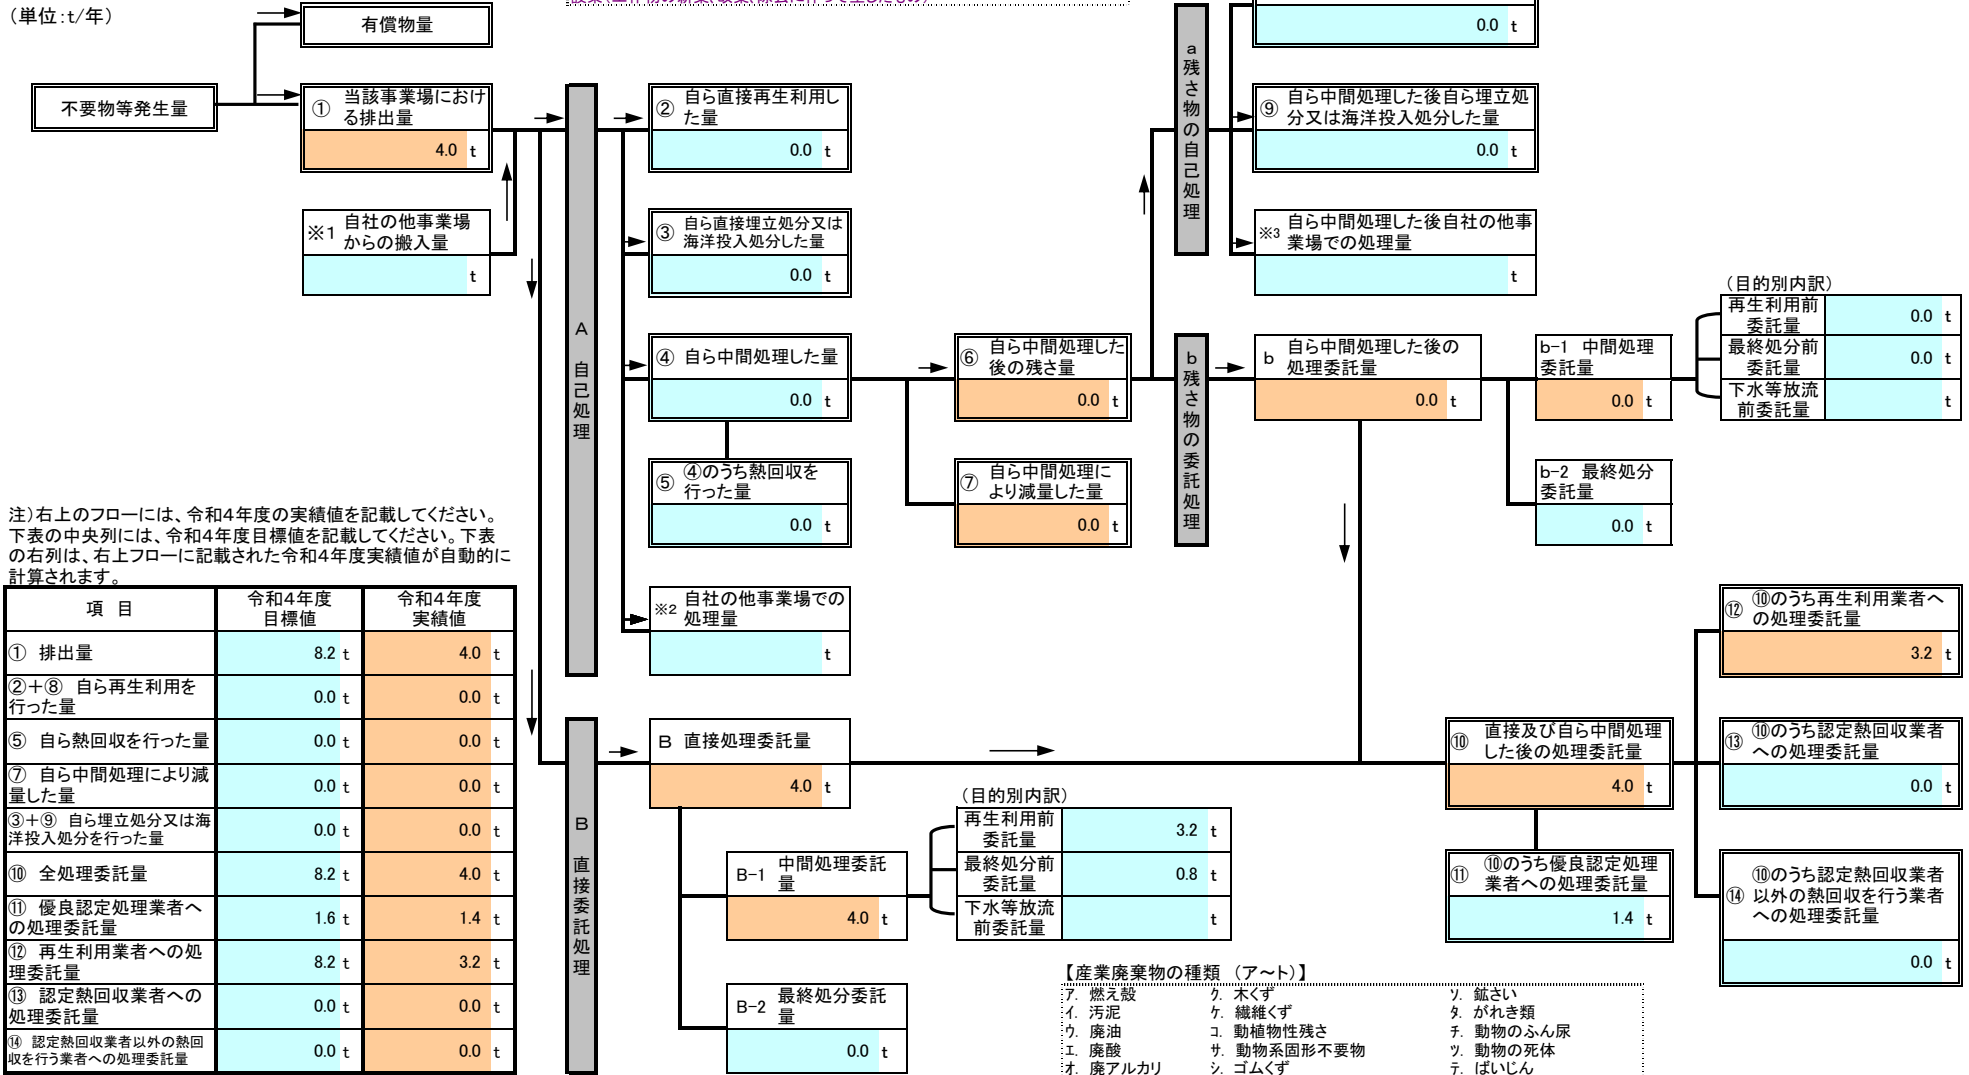 （単位：t/年）
有償物量
不要物等発生量
① 当該事業場におけ
る排出量
4.0 t
※1 自社の他事業場
からの搬入量
t
A 自己処理
② 自ら直接再生利用し
た量
0.0 t
③ 自ら直接埋立処分又は
海洋投入処分した量
0.0 t
④ 自ら中間処理した量
0.0 t
⑤ ④のうち熱回収を
行った量
0.0 t
※2 自社の他事業場での
処理量
t
⑥ 自ら中間処理した
後の残さ量
0.0 t
⑦ 自ら中間処理に
より減量した量
0.0 t
a 残さ物の自己処理
0.0 t
⑨ 自ら中間処理した後自ら埋立処
分又は海洋投入処分した量
0.0 t
※3 自ら中間処理した後自社の他事
業場での処理量
t
b 残さ物の委託処理
b 自ら中間処理した後の
処理委託量
0.0 t
b-1 中間処理
委託量
0.0 t
b-2 最終処分
委託量
0.0 t
（目的別内訳）
再生利用前
委託量
0.0 t
最終処分前
委託量
0.0 t
下水等放流
前委託量
t
注）右上のフローには、令和4年度の実績値を記載してください。
下表の中央列には、令和4年度目標値を記載してください。下表
の右列は、右上フローに記載された令和4年度実績値が自動的に
計算されます。
項 目
令和4年度
目標値
令和4年度
実績値
① 排出量 8.2 t 4.0 t
②＋⑧ 自ら再生利用を
行った量 0.0 t 0.0 t
⑤ 自ら熱回収を行った量 0.0 t 0.0 t
⑦ 自ら中間処理により減
量した量 0.0 t 0.0 t
③＋⑨ 自ら埋立処分又は海
洋投入処分を行った量 0.0 t 0.0 t
⑩ 全処理委託量 8.2 t 4.0 t
⑪ 優良認定処理業者へ
の処理委託量 1.6 t 1.4 t
⑫ 再生利用業者への処
理委託量 8.2 t 3.2 t
⑬ 認定熱回収業者への
処理委託量 0.0 t 0.0 t
⑭ 認定熱回収業者以外の熱回
収を行う業者への処理委託量 0.0 t 0.0 t
B 直接委託処理
B 直接処理委託量
4.0 t
B-1 中間処理委託
量
4.0 t
B-2 最終処分委託
量
0.0 t
（目的別内訳）
再生利用前
委託量
3.2 t
最終処分前
委託量
0.8 t
下水等放流
前委託量
t
⑩ 直接及び自ら中間処理
した後の処理委託量
4.0 t
⑪ ⑩のうち優良認定処理
業者への処理委託量
1.4 t
⑫ ⑩のうち再生利用業者へ
の処理委託量
3.2 t
⑬ ⑩のうち認定熱回収業者
への処理委託量
0.0 t
⑭ ⑩のうち認定熱回収業者
以外の熱回収を行う業者
への処理委託量
0.0 t
【産業廃棄物の種類 （ア～ト）】
ア. 燃え殻 ク. 木くず ソ. 鉱さい
イ. 汚泥 ケ. 繊維くず タ. がれき類
ウ. 廃油 コ. 動植物性残さ チ. 動物のふん尿
エ. 廃酸 サ. 動物系固形不要物 ツ. 動物の死体
オ. 廃アルカリ シ. ゴムくず テ. ばいじん